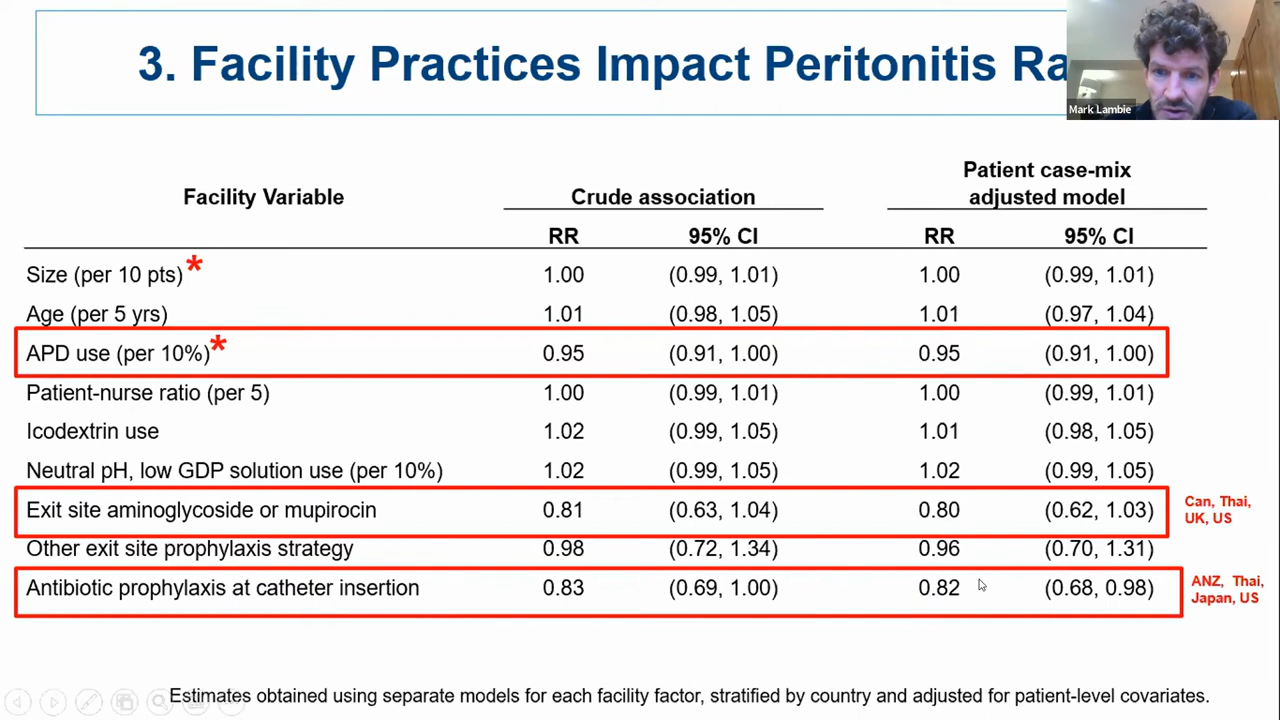 3. Facility Practices Impact Peritonitis Ra
Mark Lambie
Patient case-mix
Facility Variable Crude association adjusted model
RR 95% CI RR 95% CI
Size (per 10 pts)* 1.00 (0.99, 1.01) 1.00 (0.99, 1.01)
Age (per 5 yrs) 1.01 (0.98, 1.05) 1.01 (0.97, 1.04)
APD use (per 10%)* 0.95 (0.91, 1.00) 0.95 (0.91, 1.00)
Patient-nurse ratio (per 5) 1.00 (0.99, 1.01) 1.00 (0.99, 1.01)
Icodextrin use 1.02 (0.99, 1.05) 1.01 (0.98, 1.05)
Neutral pH, low GDP solution use (per 10%) 1.02 (0.99, 1.05) 1.02 (0.99, 1.05)
Exit site aminoglycoside or mupirocin 0.81 (0.63, 1.04) 0.80 (0.62, 1.03) Can, Thai,
UK, US
Other exit site prophylaxis strategy 0.98 (0.72, 1.34) 0.96 (0.70, 1.31)
Antibiotic prophylaxis at catheter insertion 0.83 (0.69, 1.00) 0.82 (0.68, 0.98) ANZ, Thai,
Japan, US
Estimates obtained using separate models for each facility factor, stratified by country and adjusted for patient-level covariates.